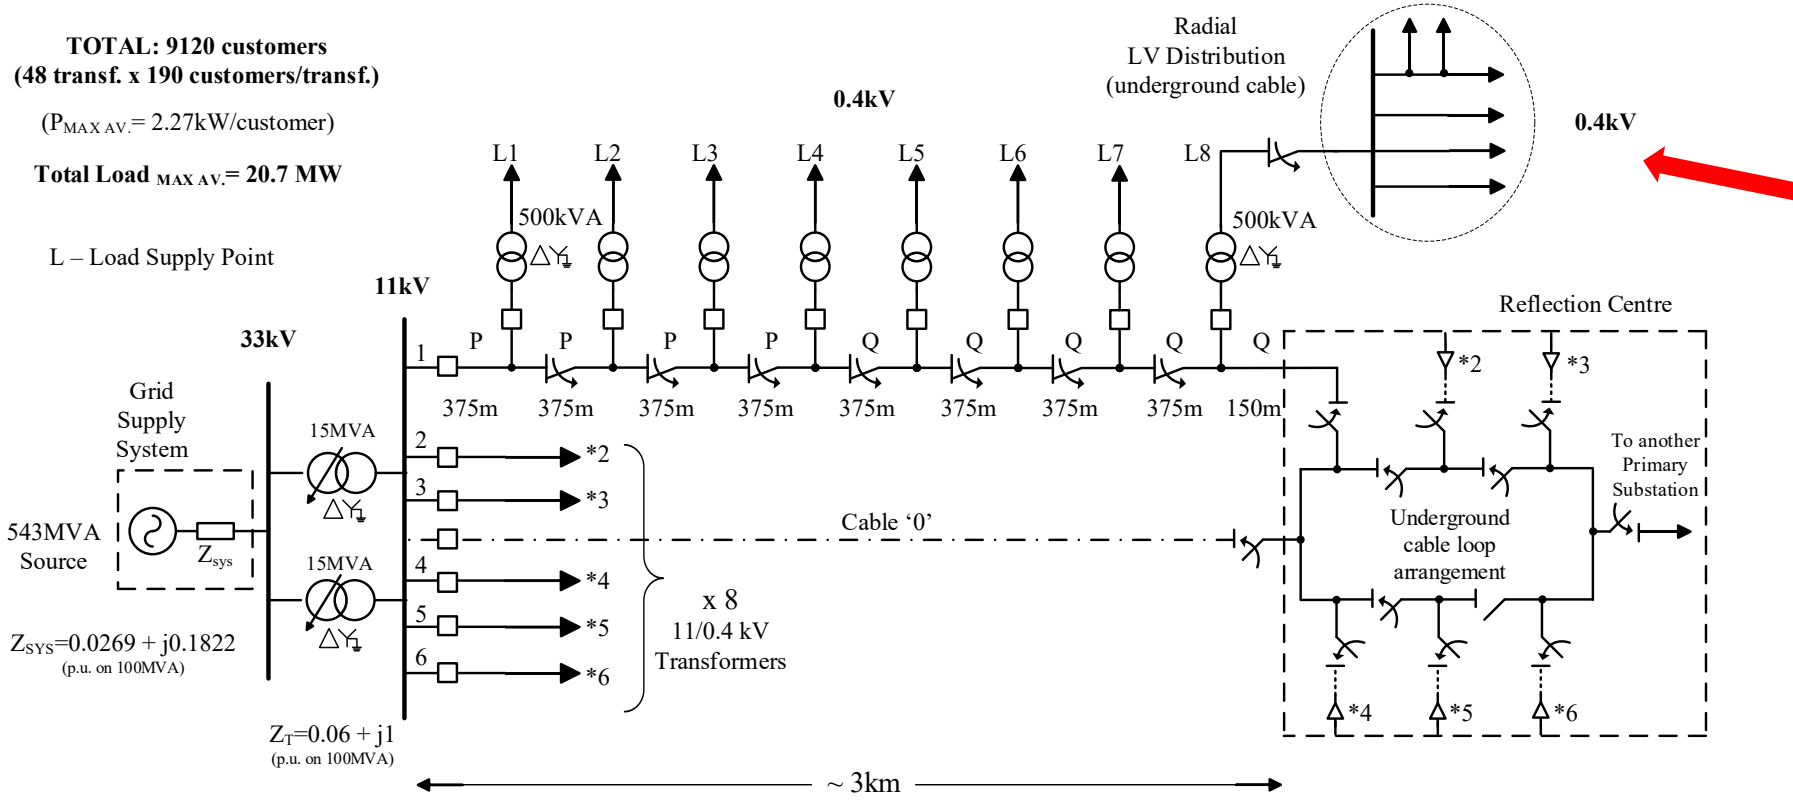 TOTAL: 9120 customers
(48 transf. x 190 customers/transf.)
(PMAX AV.= 2.27kW/customer)
Total Load MAX AV.= 20.7 MW
L – Load Supply Point
Radial
LV Distribution
(underground cable)
0.4kV
0.4kV
L1
L2
L3
L4
L5
L6
L7
L8
500kVA
500kVA
11kV
33kV
1
P
P
P
P
Q
Q
Q
Q
Q
375m
375m
375m
375m
375m
375m
375m
375m
150m
Reflection Centre
*2
*3
Grid
Supply
System
15MVA
2
*2
3
*3
Cable ‘0’
To another
Primary
Substation
Underground
cable loop
arrangement
543MVA
Source
Zsys
15MVA
4
*4
5
*5
6
*6
x 8
11/0.4 kV
Transformers
ZSYS=0.0269 + j0.1822
(p.u. on 100MVA)
ZT=0.06 + j1
(p.u. on 100MVA)
*4
*5
*6
~ 3km